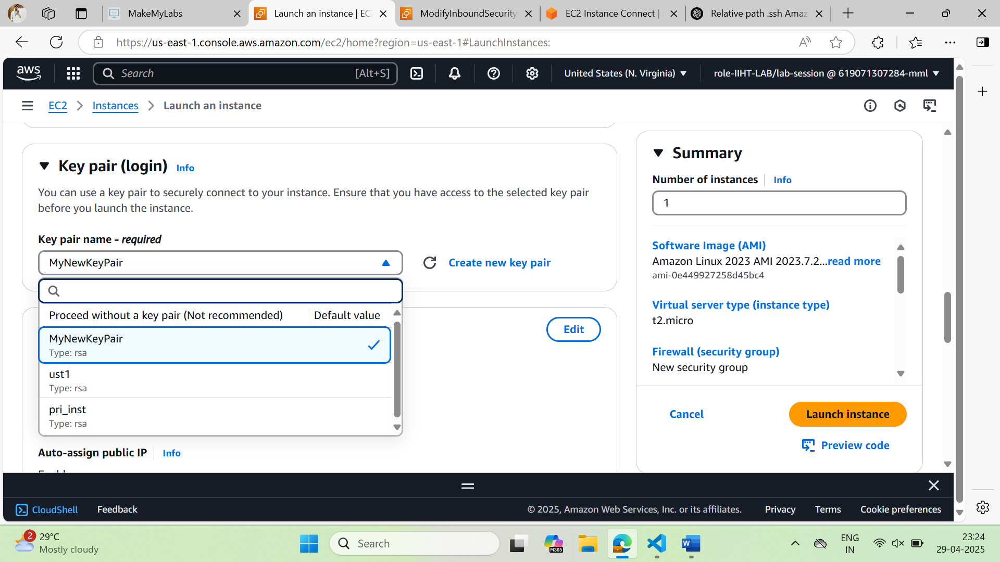 MakeMyLabs
Launch an instance | EC
ModifyInboundSecurity
EC2 Instance Connect |
Relative path .ssh Amaz
https://us-east-1.console.aws.amazon.com/ec2/home?region=us-east-1#LaunchInstances:
aws
Search
[Alt+S]
United States (N. Virginia)
role-IIHT-LAB/lab-session @ 619071307284-mml
EC2
Instances
Launch an instance
Key pair (login)
Info
You can use a key pair to securely connect to your instance. Ensure that you have access to the selected key pair
before you launch the instance.
Key pair name - required
MyNewKeyPair
Create new key pair
Proceed without a key pair (Not recommended)
Default value
MyNewKeyPair
Type: rsa
ust1
Type: rsa
pri_inst
Type: rsa
Edit
Auto-assign public IP
Info
Summary
Number of instances
Info
1
Software Image (AMI)
Amazon Linux 2023 AMI 2023.7.2...read more
ami-0e449927258d45bc4
Virtual server type (instance type)
t2.micro
Firewall (security group)
New security group
Cancel
Launch instance
Preview code
CloudShell
Feedback
© 2025, Amazon Web Services, Inc. or its affiliates.
Privacy
Terms
Cookie preferences
2
29°C
Mostly cloudy
Search
M365
ENG
IN
23:24
29-04-2025